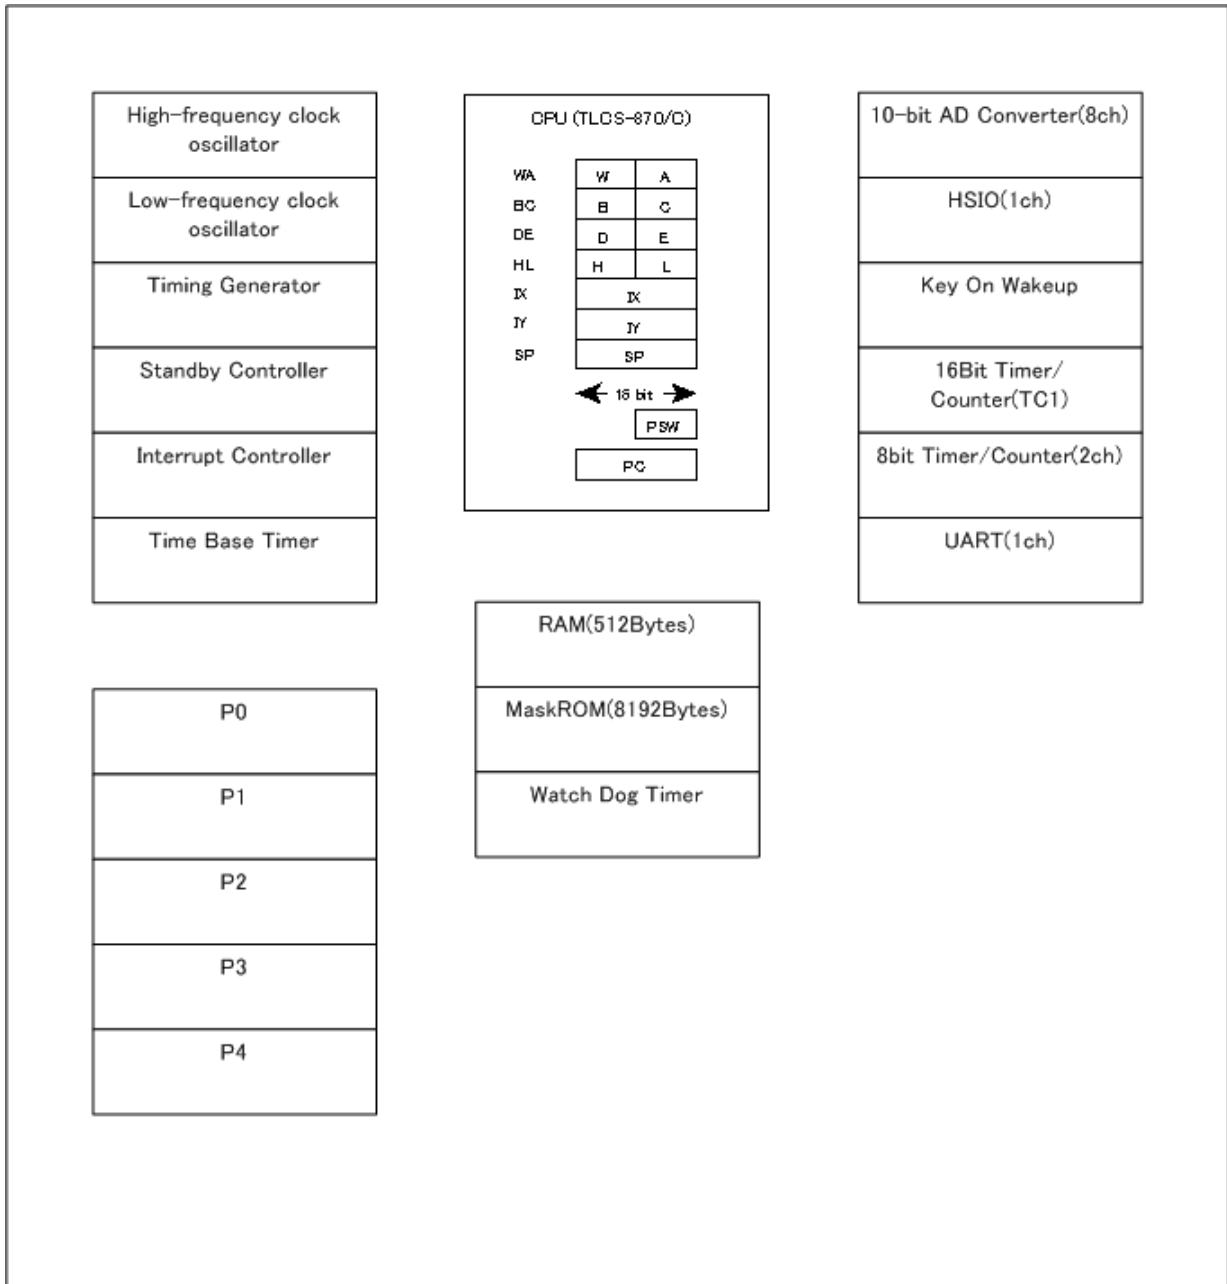 High-frequency clock
oscillator
Low-frequency clock
oscillator
Timing Generator
Standby Controller
Interrupt Controller
Time Base Timer
CPU (TLCS-870/C)
WA W A
BC B C
DE D E
HL H L
IX IX
IY IY
SP SP
16 bit
PSW
PC
10-bit AD Converter(8ch)
HSIO(1ch)
Key On Wakeup
16Bit Timer/
Counter(TC1)
8bit Timer/Counter(2ch)
UART(1ch)
RAM(512Bytes)
MaskROM(8192Bytes)
Watch Dog Timer
P0
P1
P2
P3
P4